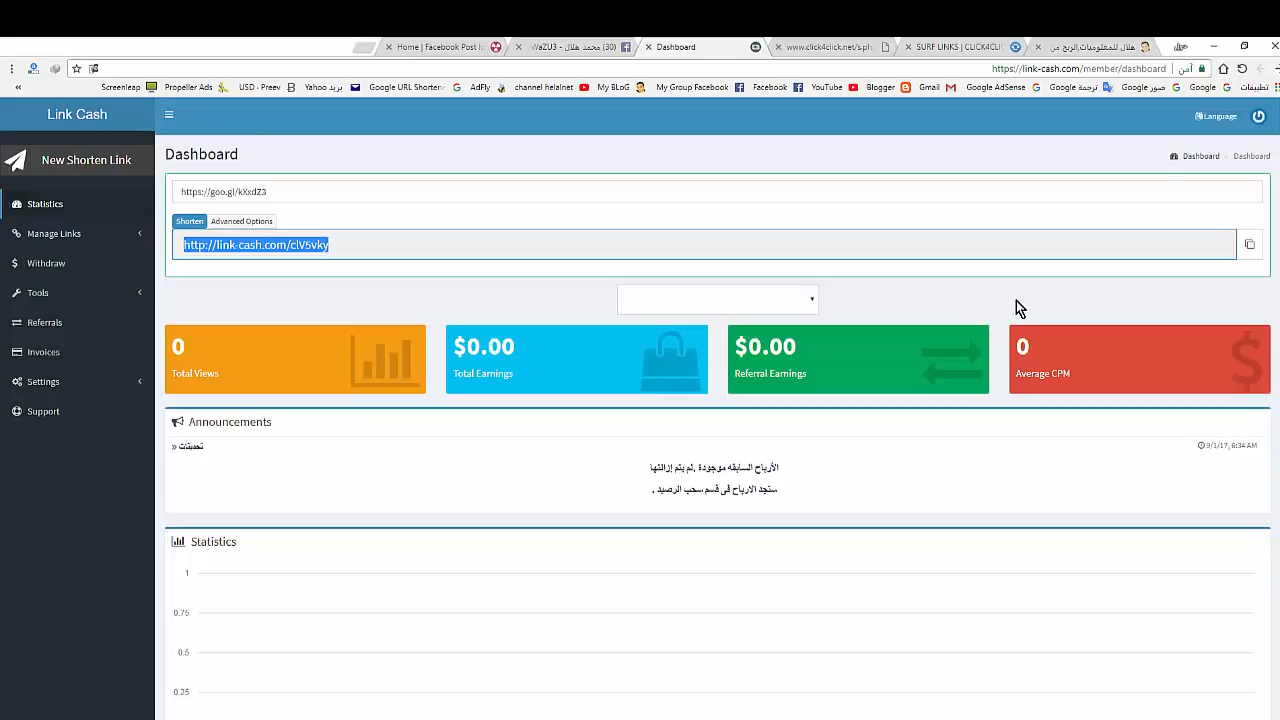 Home | Facebook Post
(30) محمد هلال - WaZU3
Dashboard
www.click4click.net/s.ph
SURF LINKS | CLICK4CLIC
هلال للمعلوميات,الربح من
https://link-cash.com/member/dashboard
آمن
Screenleap
Propeller Ads
USD - Preev
بريد Yahoo
Google URL Shorten
AdFly
channel helalnet
My BLoG
My Group Facebook
Facebook
YouTube
Blogger
Gmail
Google AdSense
ترجمة Google
صور Google
Google
تطبيقات
Link Cash
Language
New Shorten Link
Dashboard
Dashboard
Dashboard
https://goo.gl/kXxdZ3
Statistics
Shorten
Advanced Options
Manage Links
http://link-cash.com/clV5vky
Withdraw
Tools
Referrals
Invoices
Settings
Support
0
Total Views
$0.00
Total Earnings
$0.00
Referral Earnings
0
Average CPM
Announcements
» تحديثات
9/1/17, 6:34 AM
الأرباح السابقه موجودة .لم يتم إزالتها
ستجد الارباح فى قسم سحب الرصيد .
Statistics
1
0.75
0.5
0.25